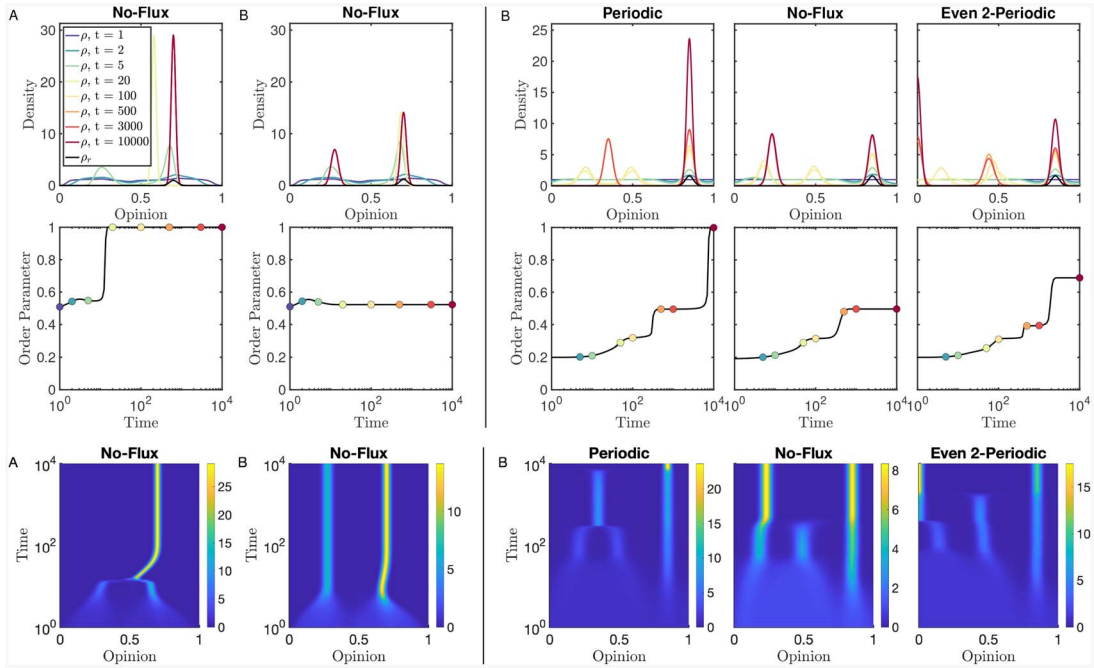 A No-Flux
30
25
20
15
10
5
0
Density
ρ, t = 1
ρ, t = 2
ρ, t = 5
ρ, t = 20
ρ, t = 100
ρ, t = 500
ρ, t = 3000
ρ, t = 10000
ρr
0 0.5 1
Opinion
B No-Flux
30
25
20
15
10
5
0
Density
0 0.5 1
Opinion
B Periodic
25
20
15
10
5
0
Density
0 0.5 1
Opinion
No-Flux
0 0.5 1
Opinion
Even 2-Periodic
0 0.5 1
Opinion
1
0.8
0.6
0.4
0.2
0
Order Parameter
10^0 10^2 10^4
Time
1
0.8
0.6
0.4
0.2
0
Order Parameter
10^0 10^2 10^4
Time
1
0.8
0.6
0.4
0.2
0
Order Parameter
10^0 10^2 10^4
Time
10^0 10^2 10^4
Time
10^0 10^2 10^4
Time
A No-Flux
10^4
10^2
10^0
Time
0 0.5 1
Opinion
25
20
15
10
5
0
B No-Flux
10^4
10^2
10^0
0 0.5 1
Opinion
10
5
0
B Periodic
10^4
10^2
10^0
Time
0 0.5 1
Opinion
20
15
10
5
0
No-Flux
0 0.5 1
Opinion
8
6
4
2
0
Even 2-Periodic
0 0.5 1
Opinion
15
10
5
0